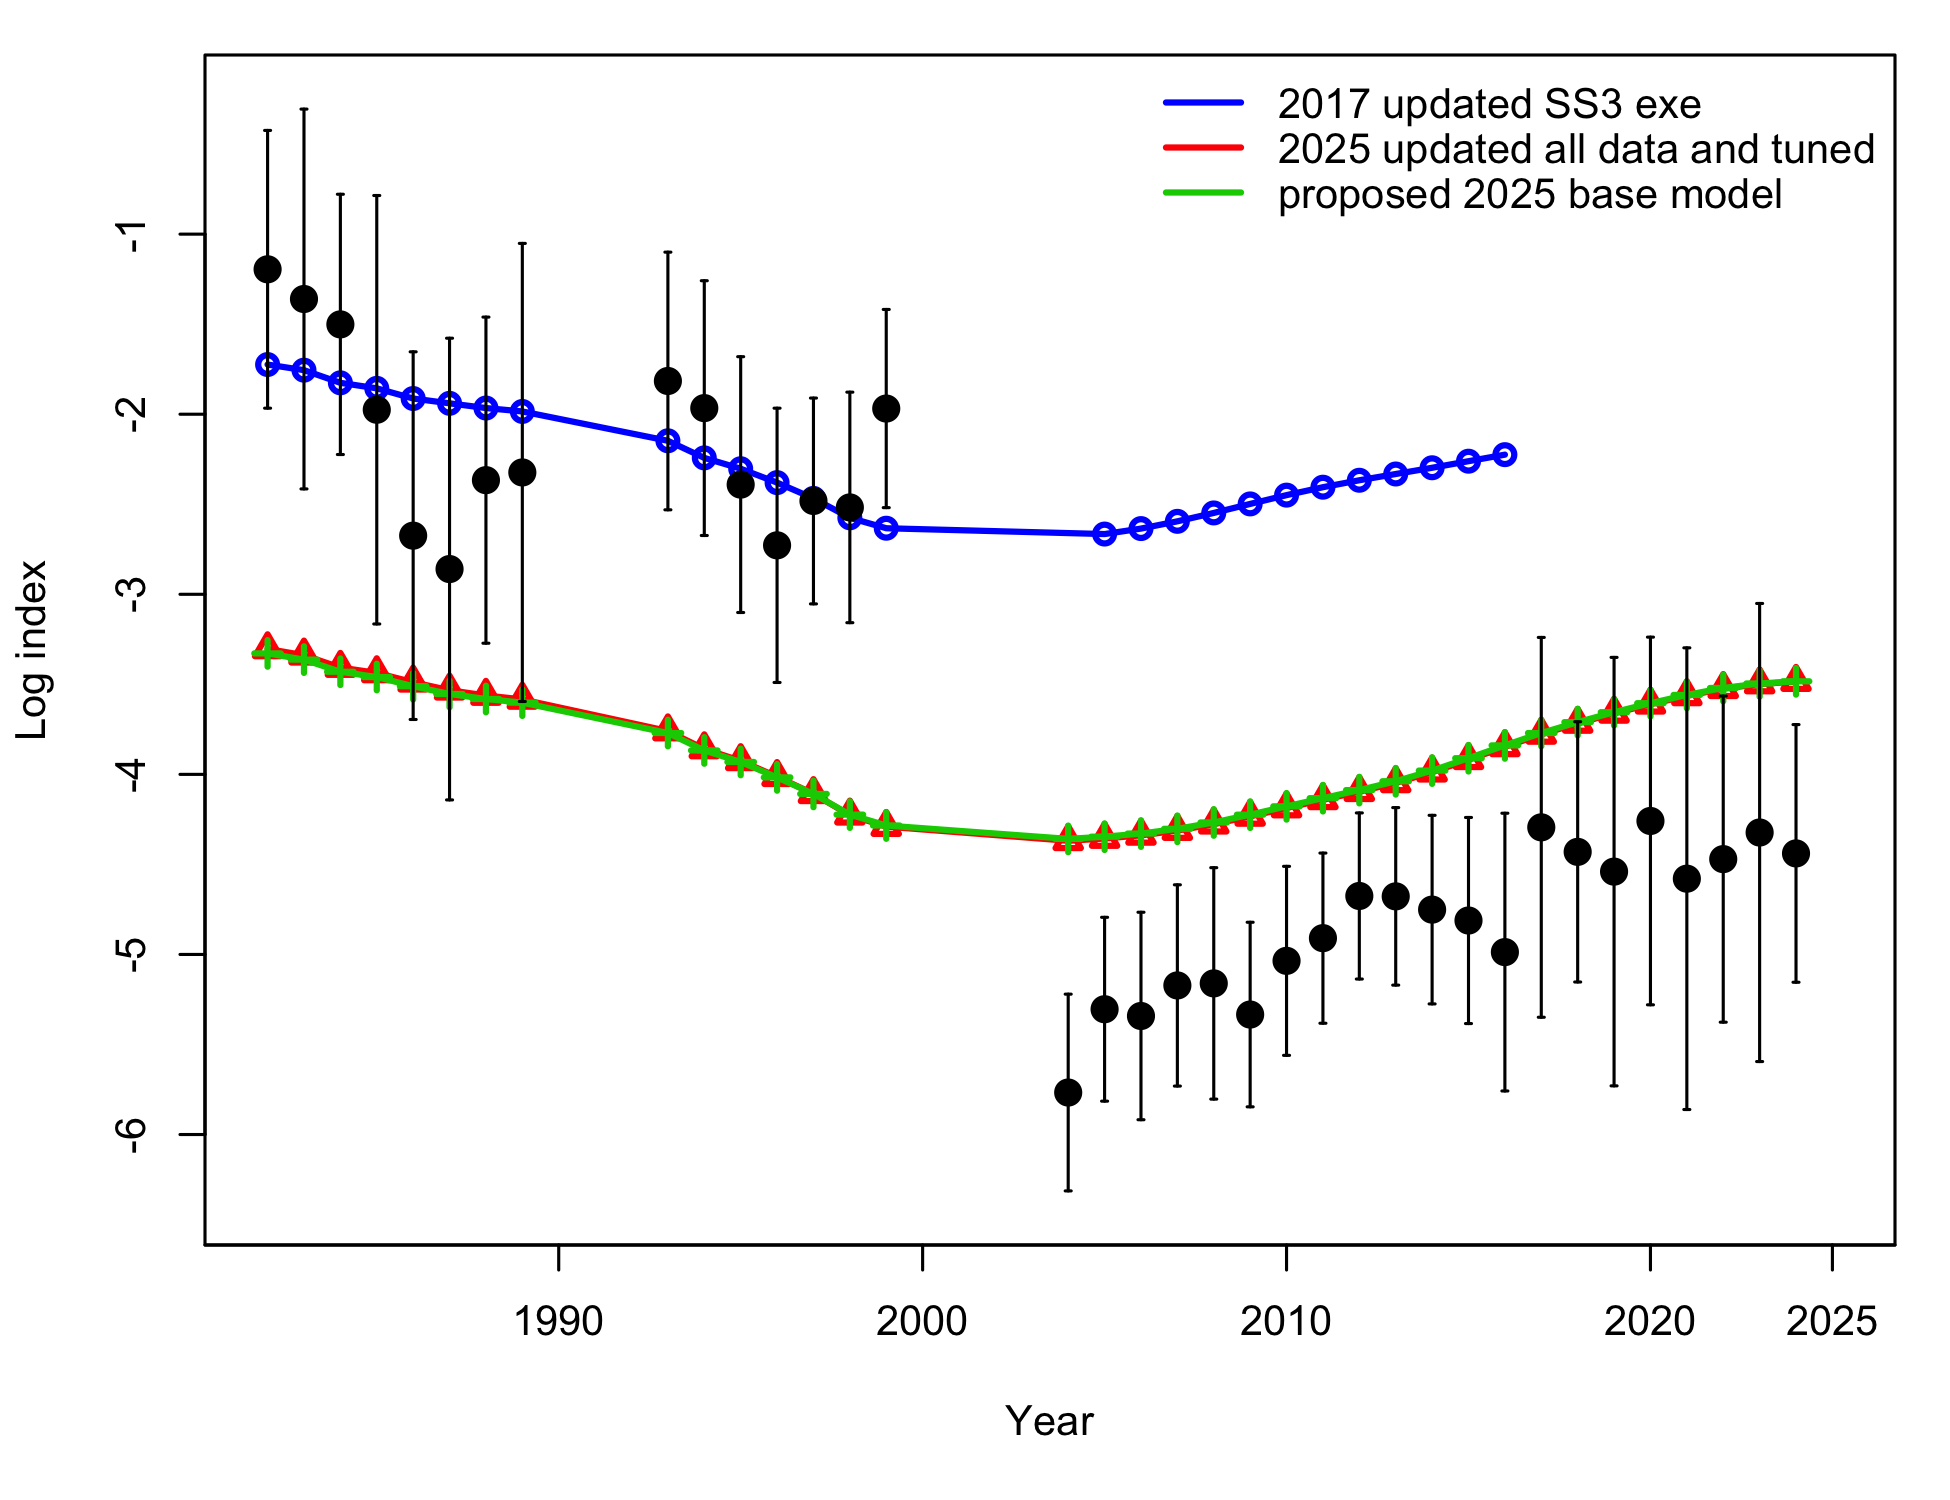 2017 updated SS3 exe
2025 updated all data and tuned
proposed 2025 base model
Log index
-1
-2
-3
-4
-5
-6
1990 2000 2010 2020 2025
Year